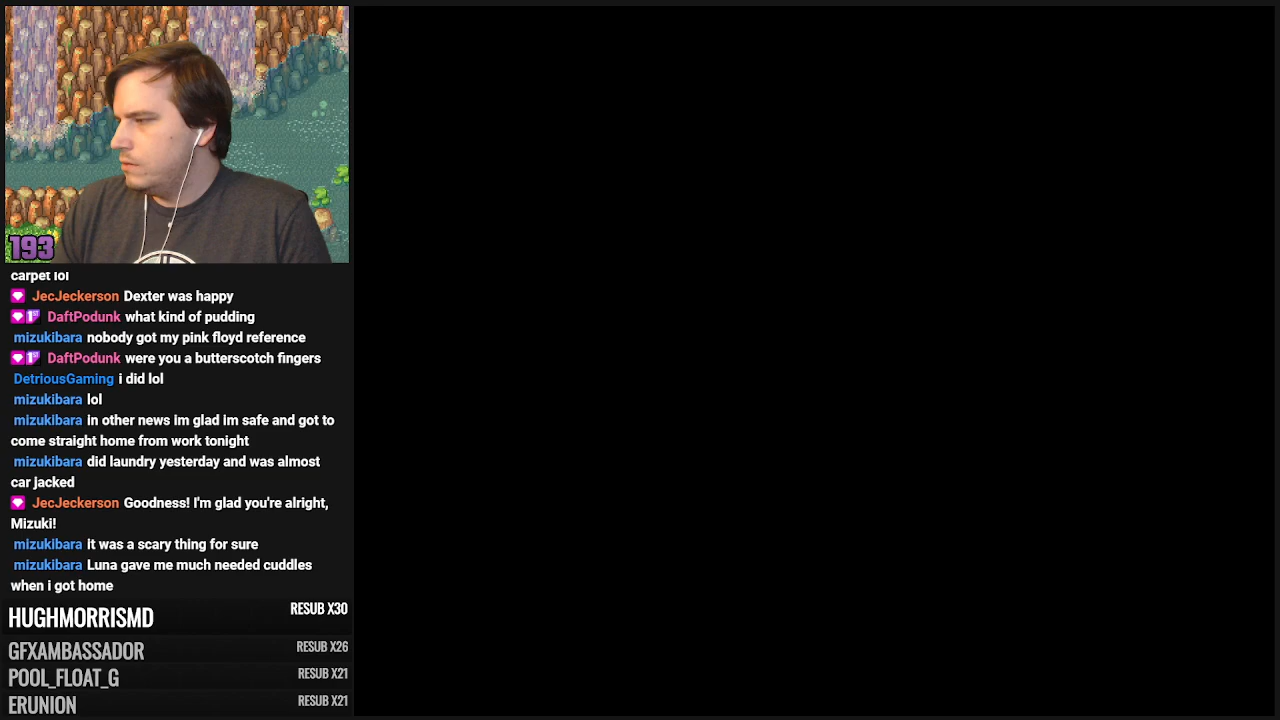 193
carpet lol
JecJeckerson Dexter was happy
1ST DaftPodunk what kind of pudding
mizukibara nobody got my pink floyd reference
1ST DaftPodunk were you a butterscotch fingers
DetriousGaming i did lol
mizukibara lol
mizukibara in other news im glad im safe and got to
come straight home from work tonight
mizukibara did laundry yesterday and was almost
car jacked
JecJeckerson Goodness! I'm glad you're alright,
Mizuki!
mizukibara it was a scary thing for sure
mizukibara Luna gave me much needed cuddles
when i got home
HUGHMORRISMD RESUB X30
GFXAMBASSADOR RESUB X26
POOL_FLOAT_G RESUB X21
ERUNION RESUB X21